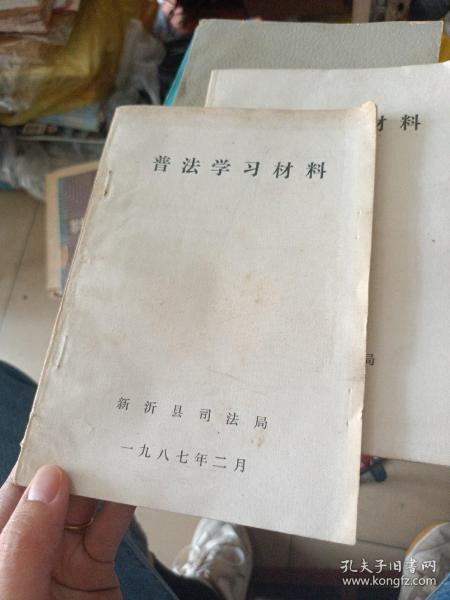 普法学习材料
新沂县司法局
一九八七年二月
材料
局
孔夫子旧书网
www.kongfz.com